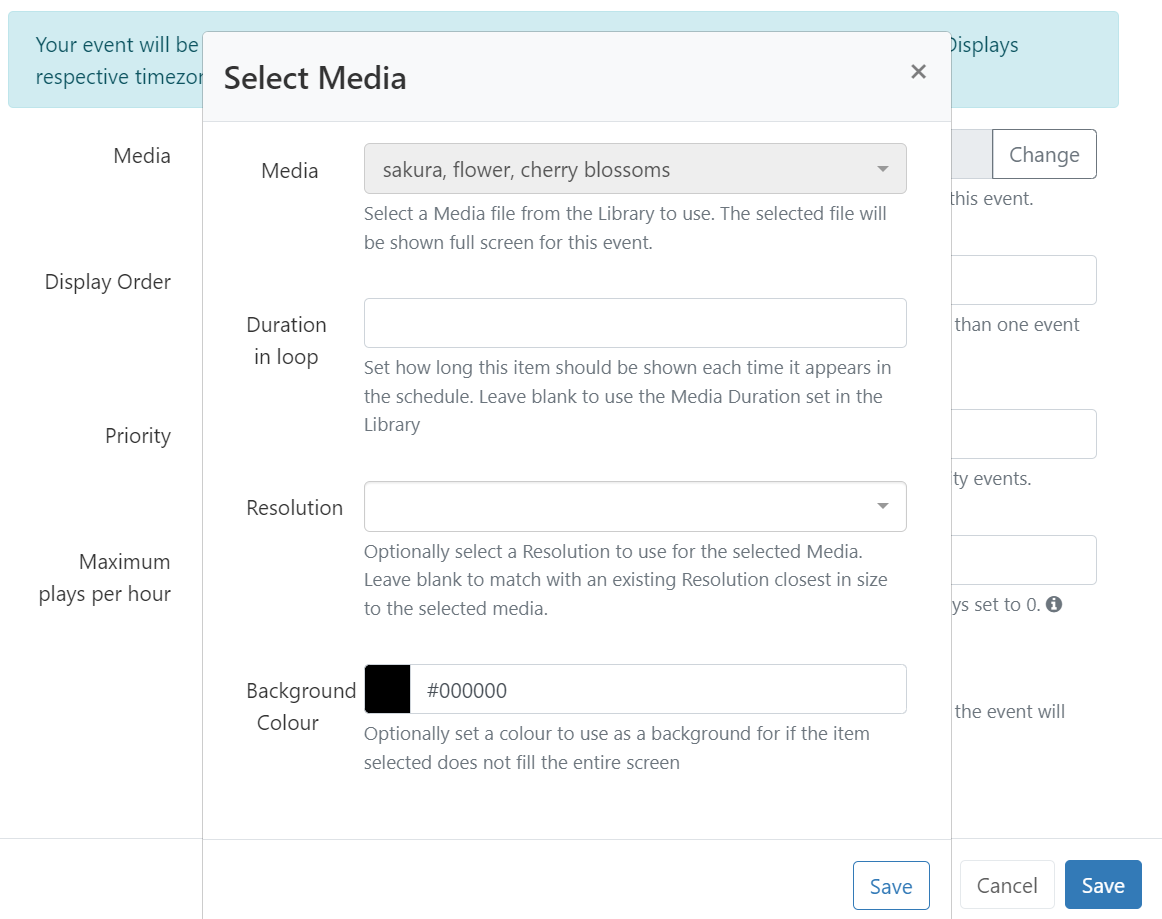 Your event will be
Displays
respective timezor
Select Media
×
Media
Change
this event.
Media
sakura, flower, cherry blossoms
Select a Media file from the Library to use. The selected file will
be shown full screen for this event.
Display Order
than one event
Duration
in loop
Set how long this item should be shown each time it appears in
the schedule. Leave blank to use the Media Duration set in the
Library
Priority
ty events.
Resolution
Optionally select a Resolution to use for the selected Media.
Leave blank to match with an existing Resolution closest in size
to the selected media.
Maximum
plays per hour
ys set to 0.
Background
Colour
#000000
Optionally set a colour to use as a background for if the item
selected does not fill the entire screen
the event will
Save
Cancel
Save